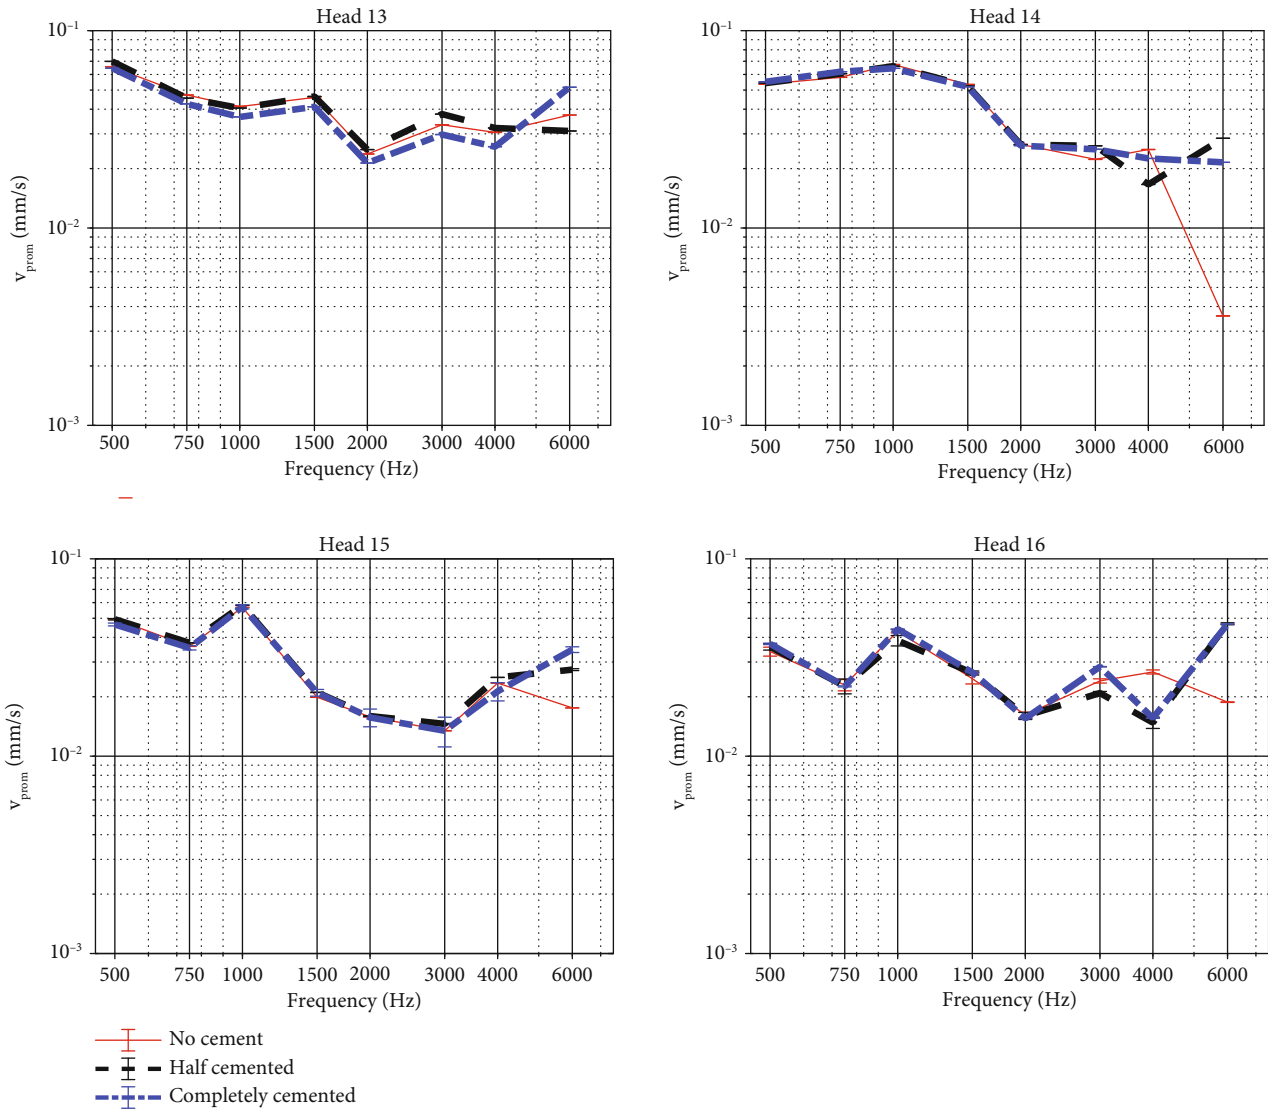 Head 13
10⁻¹
10⁻²
10⁻³
v_prom (mm/s)
500 750 1000 1500 2000 3000 4000 6000
Frequency (Hz)
Head 14
10⁻¹
10⁻²
10⁻³
v_prom (mm/s)
500 750 1000 1500 2000 3000 4000 6000
Frequency (Hz)
Head 15
10⁻¹
10⁻²
10⁻³
v_prom (mm/s)
500 750 1000 1500 2000 3000 4000 6000
Frequency (Hz)
Head 16
10⁻¹
10⁻²
10⁻³
v_prom (mm/s)
500 750 1000 1500 2000 3000 4000 6000
Frequency (Hz)
No cement
Half cemented
Completely cemented